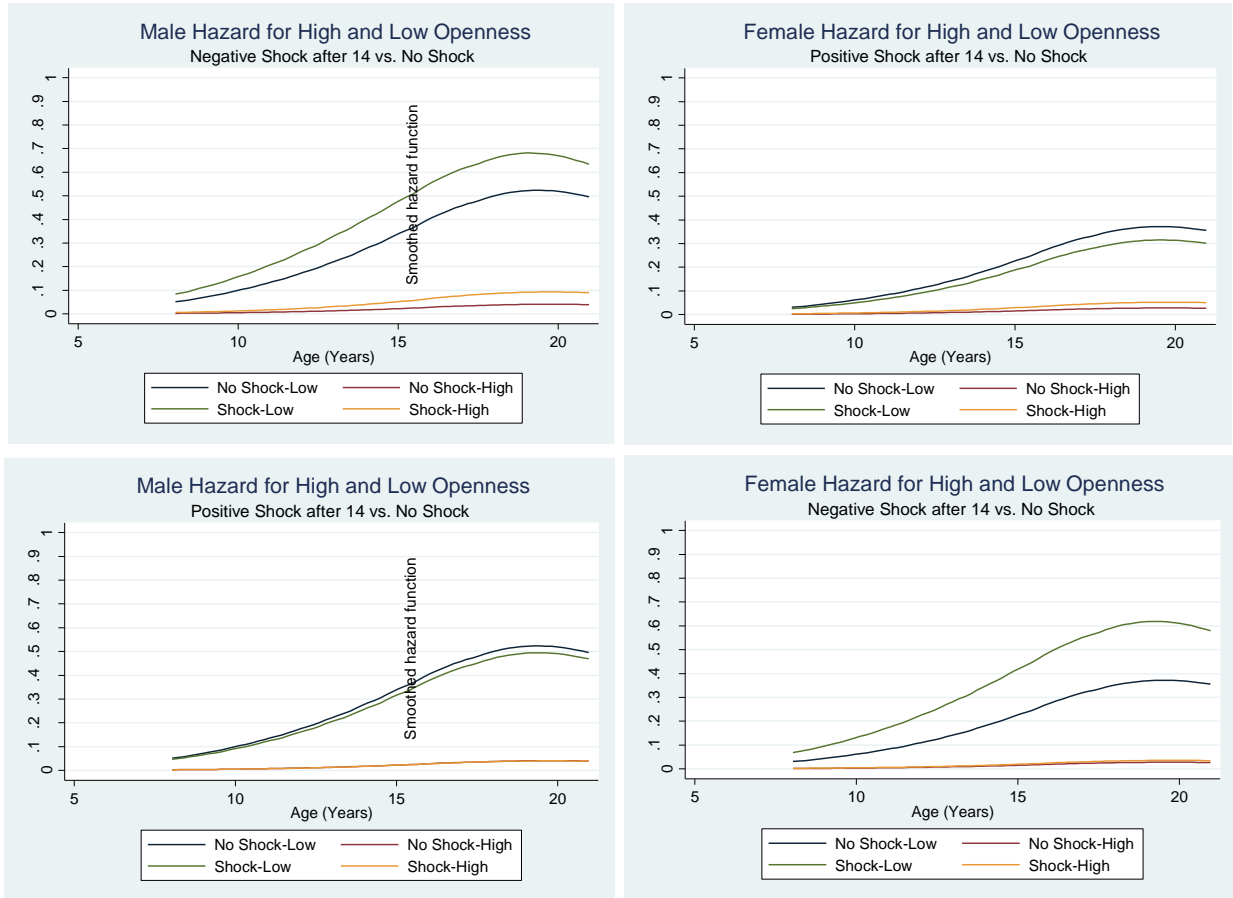 Male Hazard for High and Low Openness
Negative Shock after 14 vs. No Shock
0 .1 .2 .3 .4 .5 .6 .7 .8 .9 1
Smoothed hazard function
5 10 15 20
Age (Years)
No Shock-Low No Shock-High
Shock-Low Shock-High
Female Hazard for High and Low Openness
Positive Shock after 14 vs. No Shock
0 .1 .2 .3 .4 .5 .6 .7 .8 .9 1
5 10 15 20
Age (Years)
No Shock-Low No Shock-High
Shock-Low Shock-High
Male Hazard for High and Low Openness
Positive Shock after 14 vs. No Shock
0 .1 .2 .3 .4 .5 .6 .7 .8 .9 1
Smoothed hazard function
5 10 15 20
Age (Years)
No Shock-Low No Shock-High
Shock-Low Shock-High
Female Hazard for High and Low Openness
Negative Shock after 14 vs. No Shock
0 .1 .2 .3 .4 .5 .6 .7 .8 .9 1
5 10 15 20
Age (Years)
No Shock-Low No Shock-High
Shock-Low Shock-High